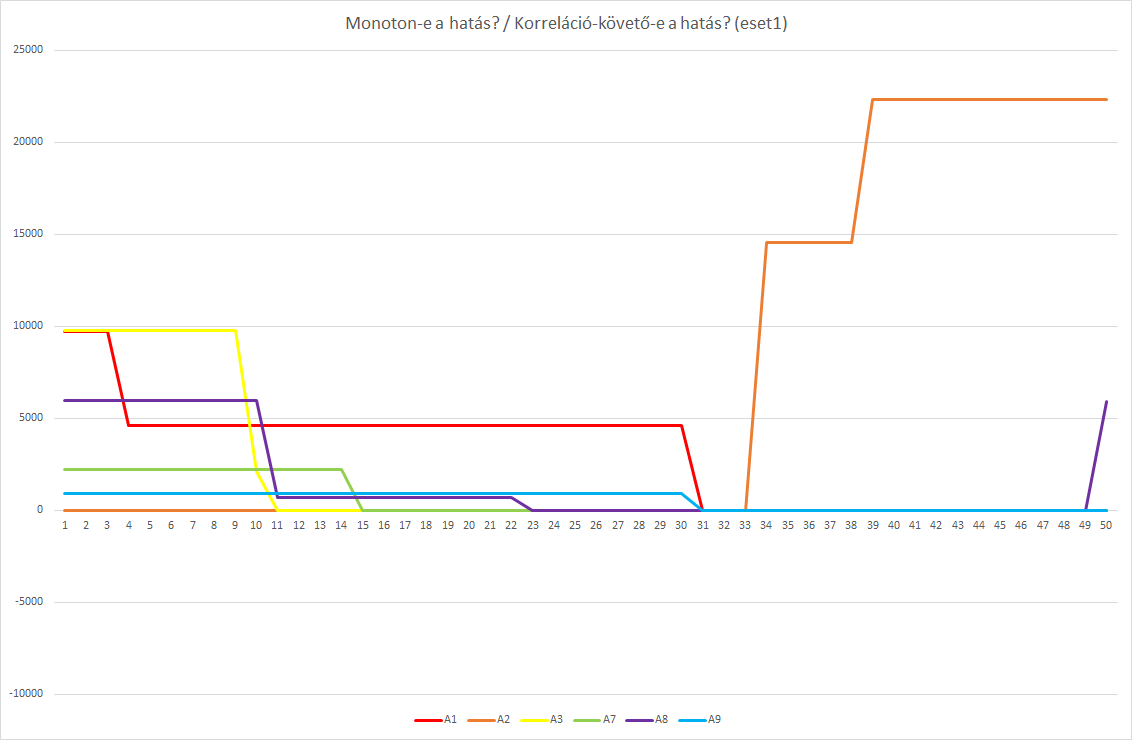 Monoton-e a hatás? / Korreláció-követő-e a hatás? (eset1)
25000
20000
15000
10000
5000
0
1 2 3 4 5 6 7 8 9 10 11 12 13 14 15 16 17 18 19 20 21 22 23 24 25 26 27 28 29 30 31 32 33 34 35 36 37 38 39 40 41 42 43 44 45 46 47 48 49 50
-5000
-10000
A1 A2 A3 A7 A8 A9